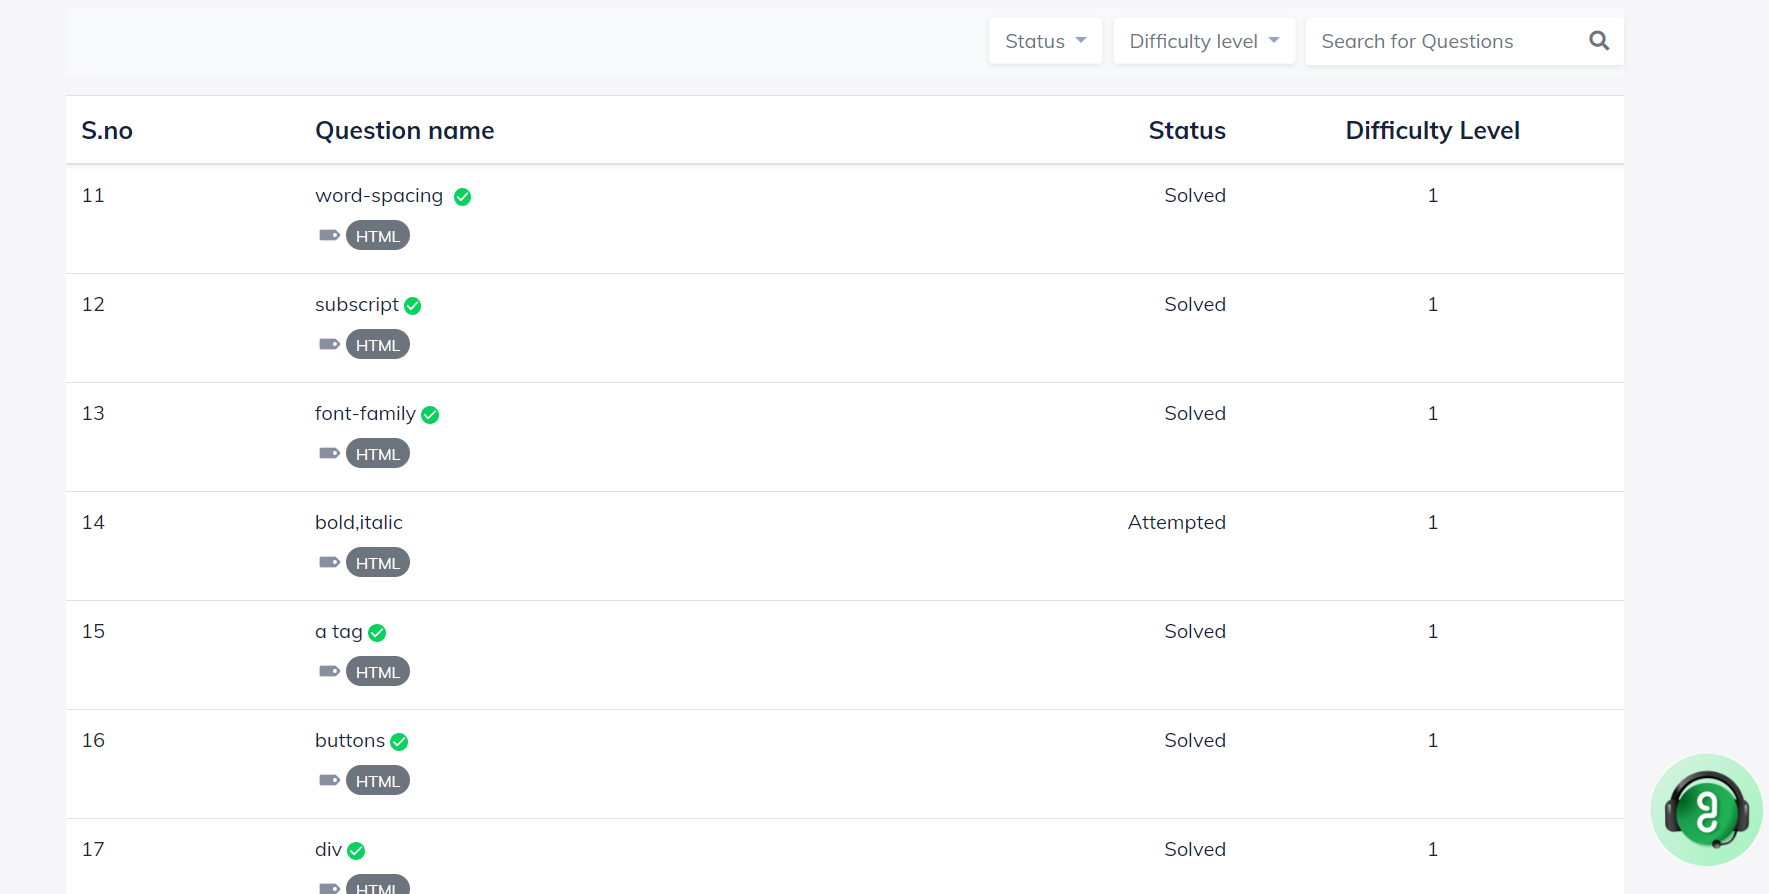 Status Difficulty level Search for Questions
S.no Question name Status Difficulty Level
11 word-spacing Solved 1
HTML
12 subscript Solved 1
HTML
13 font-family Solved 1
HTML
14 bold,italic Attempted 1
HTML
15 a tag Solved 1
HTML
16 buttons Solved 1
HTML
17 div Solved 1
HTML